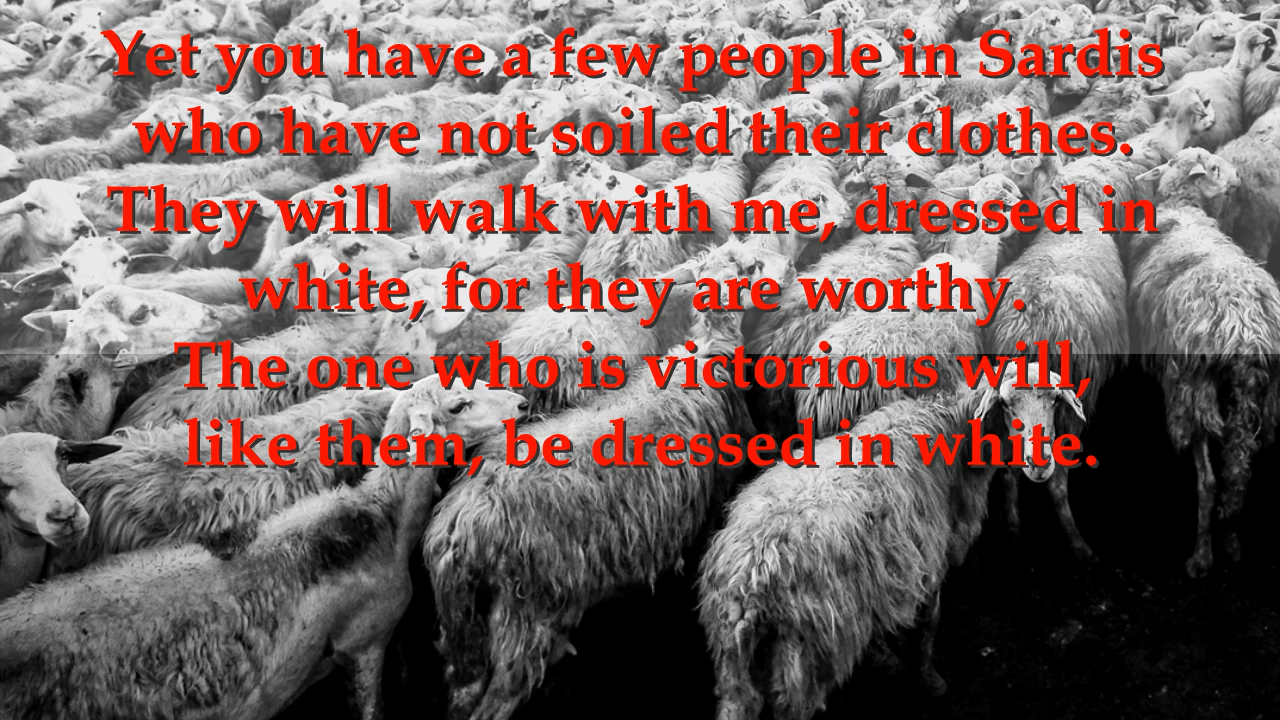 Yet you have a few people in Sardis
who have not soiled their clothes.
They will walk with me, dressed in
white, for they are worthy.
The one who is victorious will,
like them, be dressed in white.